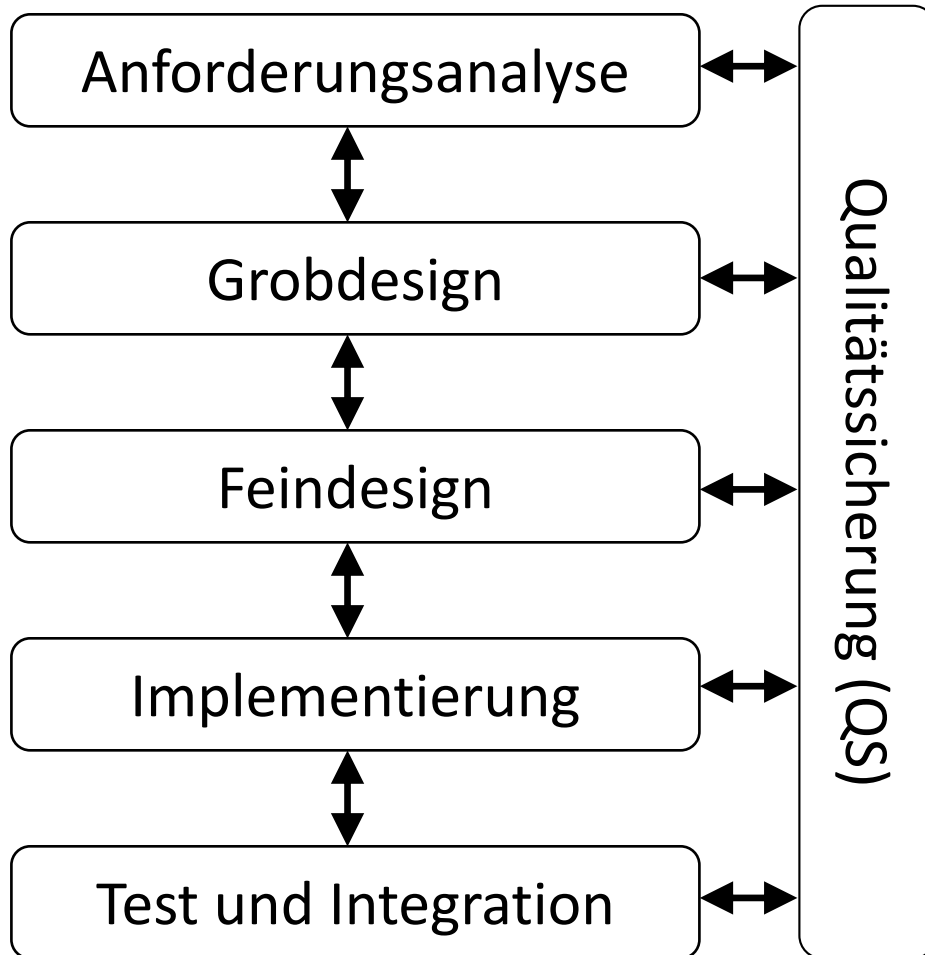 Anforderungsanalyse
Grobdesign
Feindesign
Implementierung
Test und Integration
Qualitätssicherung (QS)